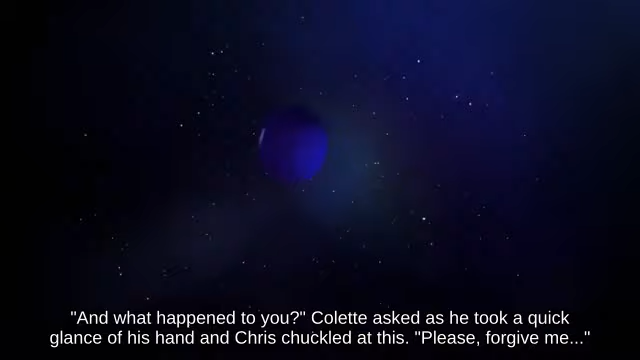 "And what happened to you?" Colette asked as he took a quick
glance of his hand and Chris chuckled at this. "Please, forgive me..."